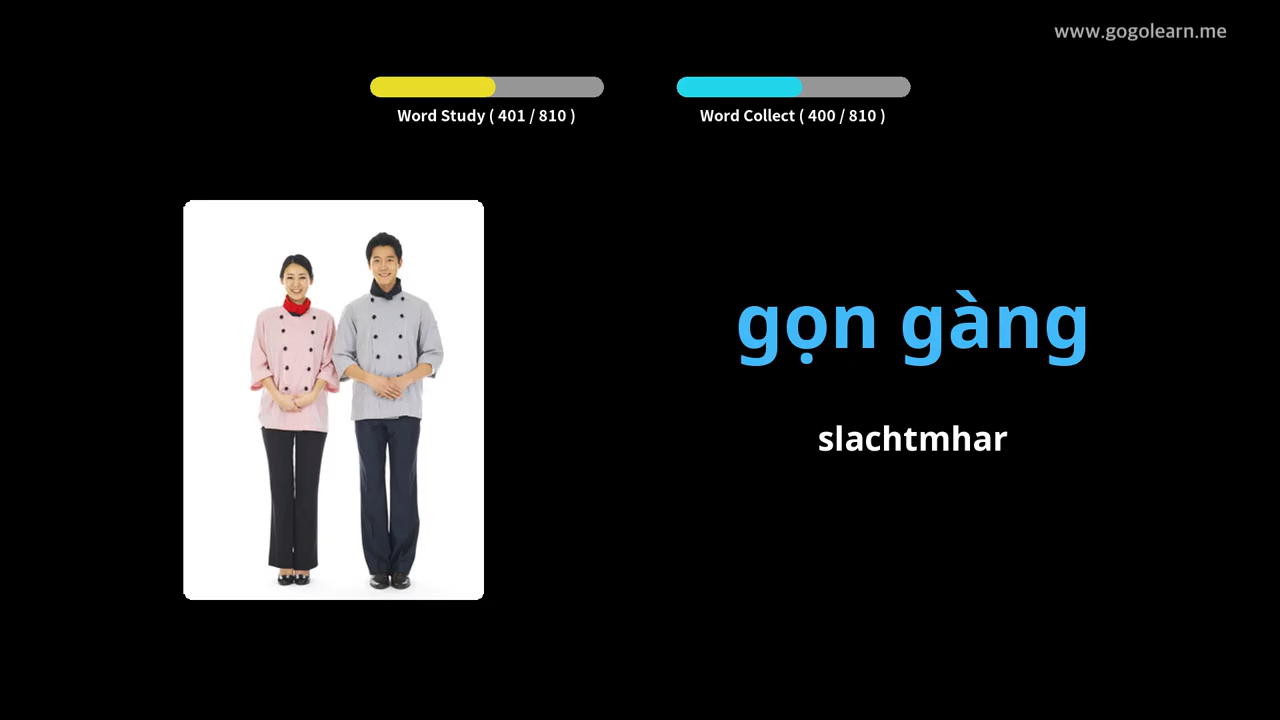 www.gogolearn.me
Word Study ( 401 / 810 )
Word Collect ( 400 / 810 )
gọn gàng
slachtmhar